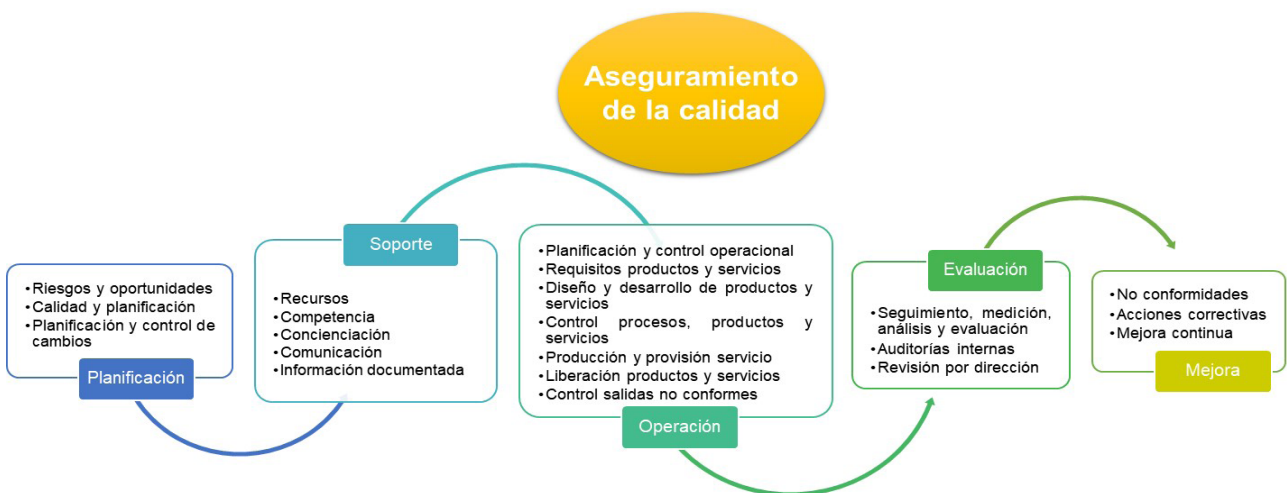 Aseguramiento
de la calidad
• Riesgos y oportunidades
• Calidad y planificación
• Planificación y control de
cambios
Planificación
Soporte
• Recursos
• Competencia
• Concienciación
• Comunicación
• Información documentada
• Planificación y control operacional
• Requisitos productos y servicios
• Diseño y desarrollo de productos y
servicios
• Control procesos, productos y
servicios
• Producción y provisión servicio
• Liberación productos y servicios
• Control salidas no conformes
Operación
Evaluación
• Seguimiento, medición,
análisis y evaluación
• Auditorías internas
• Revisión por dirección
• No conformidades
• Acciones correctivas
• Mejora continua
Mejora